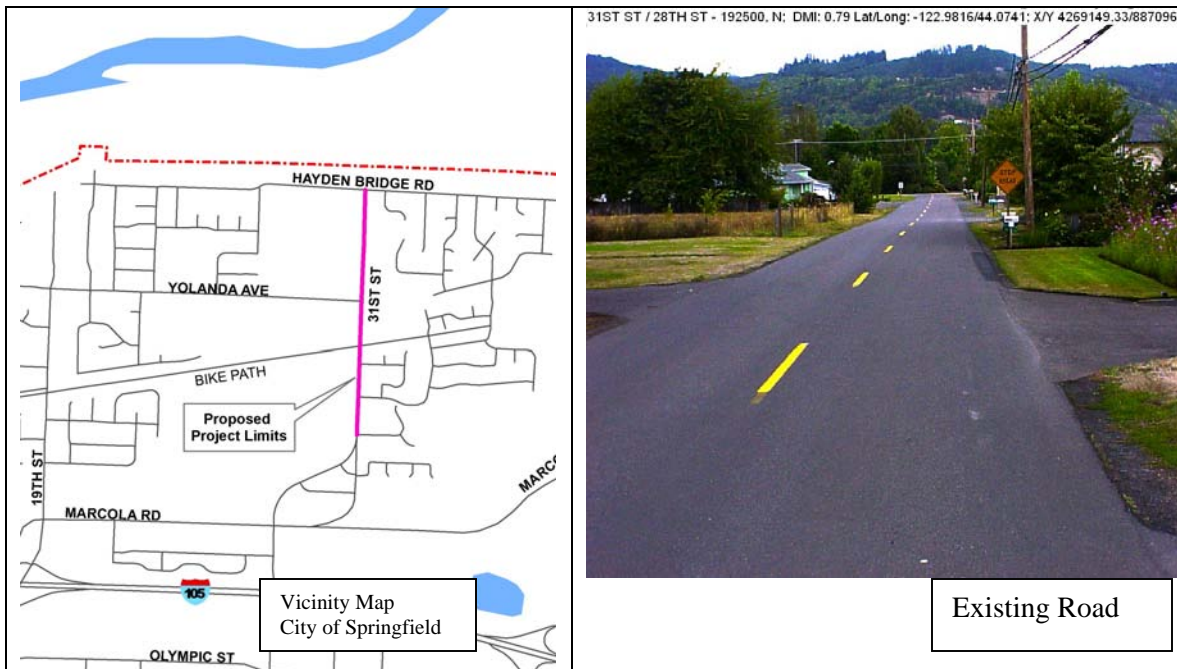 31ST ST / 28TH ST - 192500, N; DMI: 0.79 Lat/Long: -122.9816/44.0741; X/Y 4269149.33/887096
HAYDEN BRIDGE RD
YOLANDA AVE
31ST ST
BIKE PATH
Proposed
Project Limits
19TH ST
MARCOLA RD
MARCO
105
Vicinity Map
City of Springfield
OLYMPIC ST
STOP
AHEAD
Existing Road